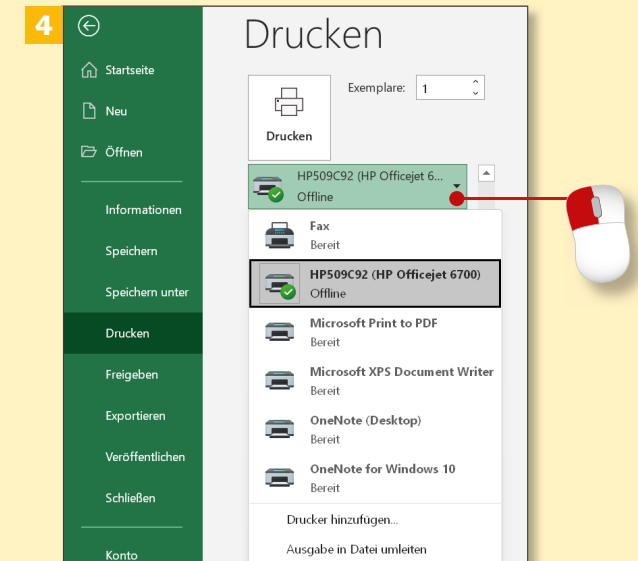 4
Drucken
Startseite
Neu
Öffnen
Informationen
Speichern
Speichern unter
Drucken
Freigeben
Exportieren
Veröffentlichen
Schließen
Konto
Exemplare: 1
Drucken
HP509C92 (HP Officejet 6...
Offline
Fax
Bereit
HP509C92 (HP Officejet 6700)
Offline
Microsoft Print to PDF
Bereit
Microsoft XPS Document Writer
Bereit
OneNote (Desktop)
Bereit
OneNote for Windows 10
Bereit
Drucker hinzufügen...
Ausgabe in Datei umleiten